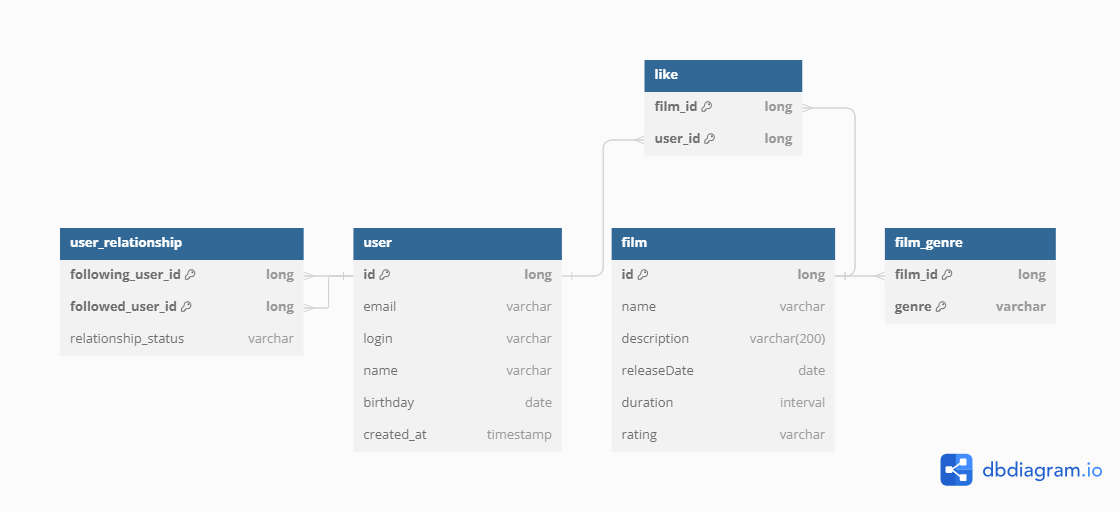 like
film_id long
user_id long
user_relationship
following_user_id long
followed_user_id long
relationship_status varchar
user
id long
email varchar
login varchar
name varchar
birthday date
created_at timestamp
film
id long
name varchar
description varchar(200)
releaseDate date
duration interval
rating varchar
film_genre
film_id long
genre varchar
dbdiagram.io